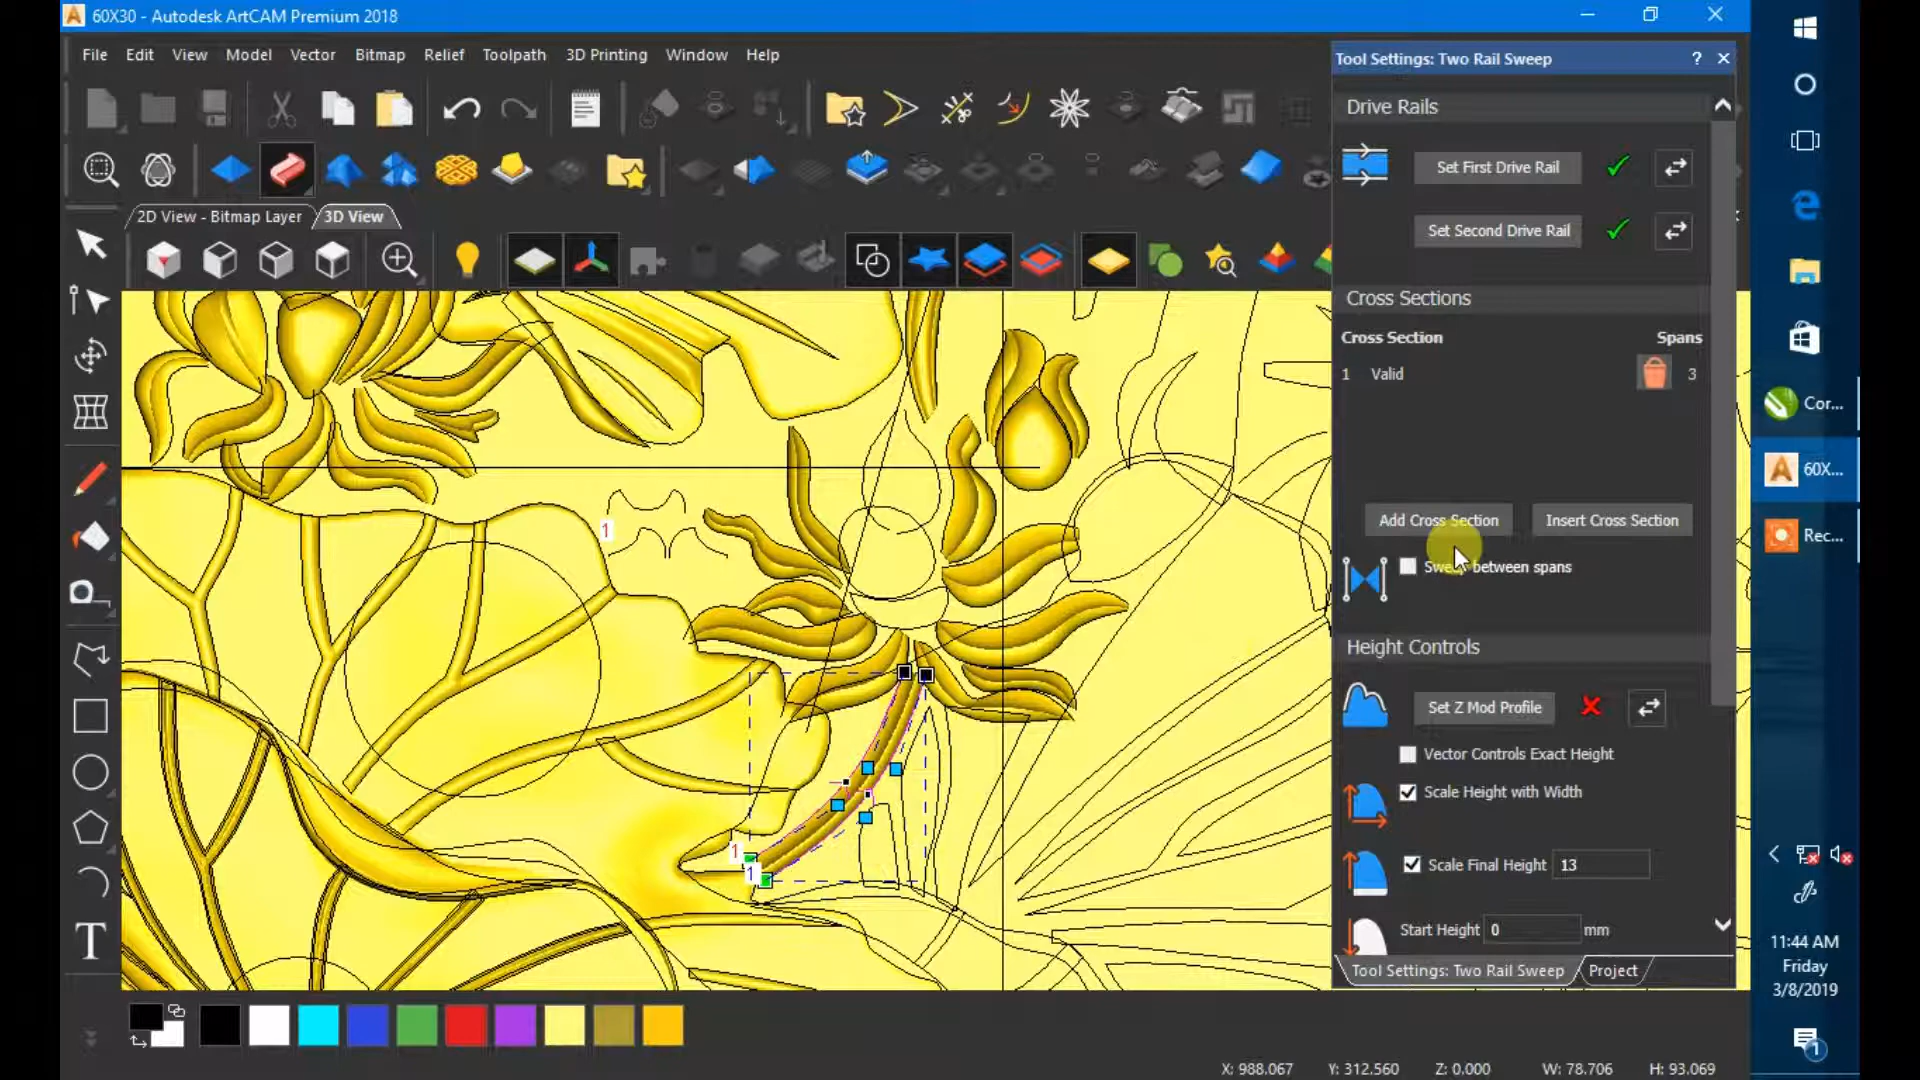 60X30 - Autodesk ArtCAM Premium 2018
File Edit View Model Vector Bitmap Relief Toolpath 3D Printing Window Help
Tool Settings: Two Rail Sweep
?
Drive Rails
Set First Drive Rail
Set Second Drive Rail
2D View - Bitmap Layer
3D View
Cross Sections
Cross Section Spans
1 Valid 3
Add Cross Section
Insert Cross Section
between spans
Height Controls
Set Z Mod Profile
Vector Controls Exact Height
Scale Height with Width
Scale Final Height 13
Start Height 0 mm
Tool Settings: Two Rail Sweep
Project
1
1
1
T
Cor...
60X...
Rec...
11:44 AM
Friday
3/8/2019
1
X: 988.067 Y: 312.560 Z: 0.000 W: 78.706 H: 93.069